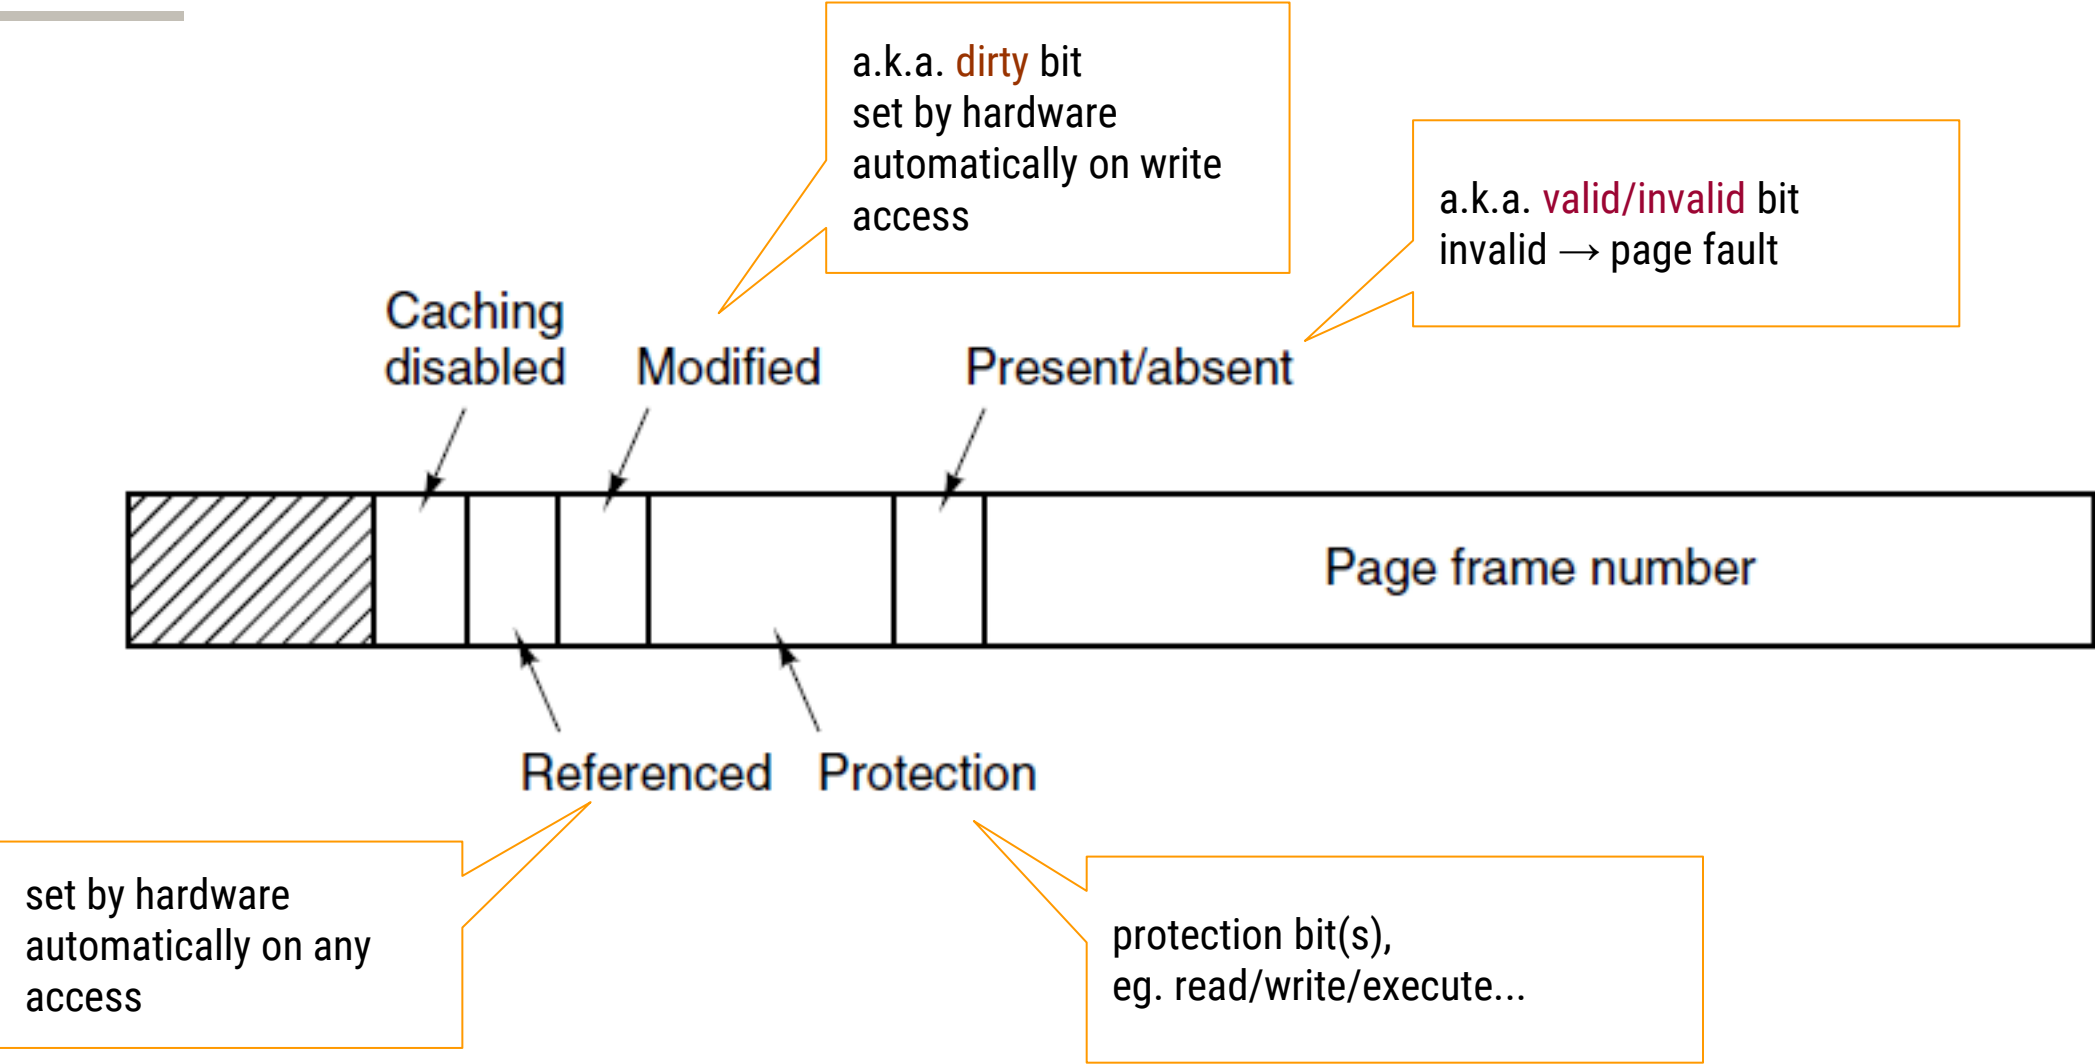 a.k.a. dirty bit
set by hardware
automatically on write
access
a.k.a. valid/invalid bit
invalid → page fault
Caching
disabled
Modified
Present/absent
Page frame number
Referenced
Protection
set by hardware
automatically on any
access
protection bit(s),
eg. read/write/execute...